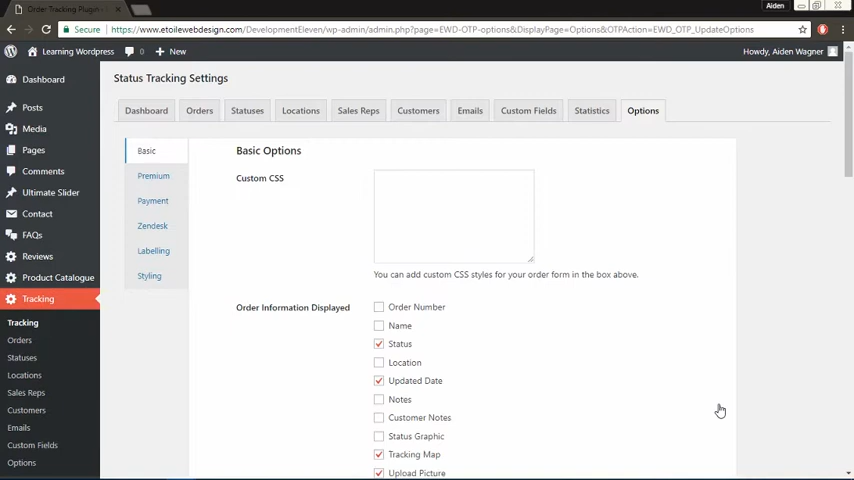 Order Tracking Plugin -
Aiden
Secure
https://www.etoilewebdesign.com/DevelopmentEleven/wp-admin/admin.php?page=EWD-OTP-options&DisplayPage=Options&OTPAction=EWD_OTP_UpdateOptions
Learning Wordpress
0
New
Howdy, Aiden Wagner
Dashboard
Posts
Media
Pages
Comments
Ultimate Slider
Contact
FAQs
Reviews
Product Catalogue
Tracking
Tracking
Orders
Statuses
Locations
Sales Reps
Customers
Emails
Custom Fields
Options
Status Tracking Settings
Dashboard Orders Statuses Locations Sales Reps Customers Emails Custom Fields Statistics Options
Basic
Premium
Payment
Zendesk
Labelling
Styling
Basic Options
Custom CSS
You can add custom CSS styles for your order form in the box above.
Order Information Displayed
Order Number
Name
Status
Location
Updated Date
Notes
Customer Notes
Status Graphic
Tracking Map
Upload Picture